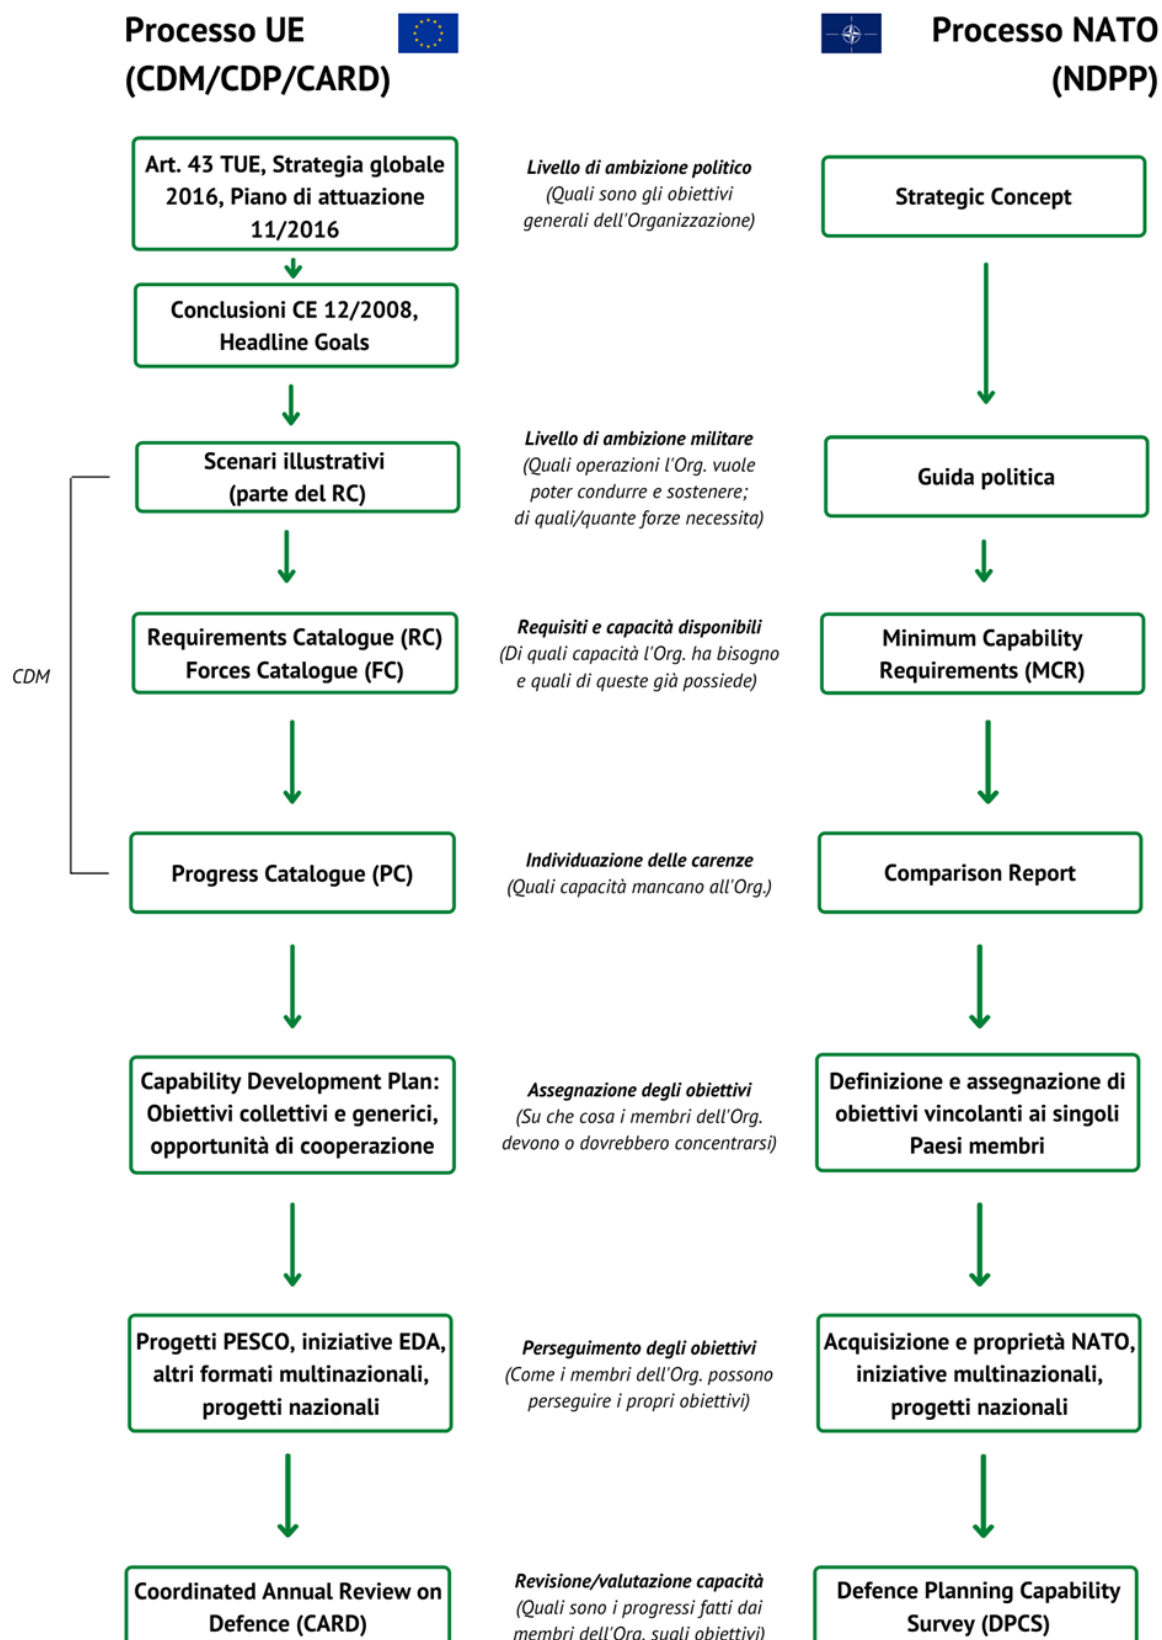 Processo UE
(CDM/CDP/CARD)
Processo NATO
(NDPP)
Art. 43 TUE, Strategia globale
2016, Piano di attuazione
11/2016
Livello di ambizione politico
(Quali sono gli obiettivi
generali dell'Organizzazione)
Strategic Concept
Conclusioni CE 12/2008,
Headline Goals
Scenari illustrativi
(parte del RC)
Livello di ambizione militare
(Quali operazioni l'Org. vuole
poter condurre e sostenere;
di quali/quante forze necessita)
Guida politica
CDM
Requirements Catalogue (RC)
Forces Catalogue (FC)
Requisiti e capacità disponibili
(Di quali capacità l'Org. ha bisogno
e quali di queste già possiede)
Minimum Capability
Requirements (MCR)
Progress Catalogue (PC)
Individuazione delle carenze
(Quali capacità mancano all'Org.)
Comparison Report
Capability Development Plan:
Obiettivi collettivi e generici,
opportunità di cooperazione
Assegnazione degli obiettivi
(Su che cosa i membri dell'Org.
devono o dovrebbero concentrarsi)
Definizione e assegnazione di
obiettivi vincolanti ai singoli
Paesi membri
Progetti PESCO, iniziative EDA,
altri formati multinazionali,
progetti nazionali
Perseguimento degli obiettivi
(Come i membri dell'Org. possono
perseguire i propri obiettivi)
Acquisizione e proprietà NATO,
iniziative multinazionali,
progetti nazionali
Coordinated Annual Review on
Defence (CARD)
Revisione/valutazione capacità
(Quali sono i progressi fatti dai
membri dell'Org. sugli obiettivi)
Defence Planning Capability
Survey (DPCS)